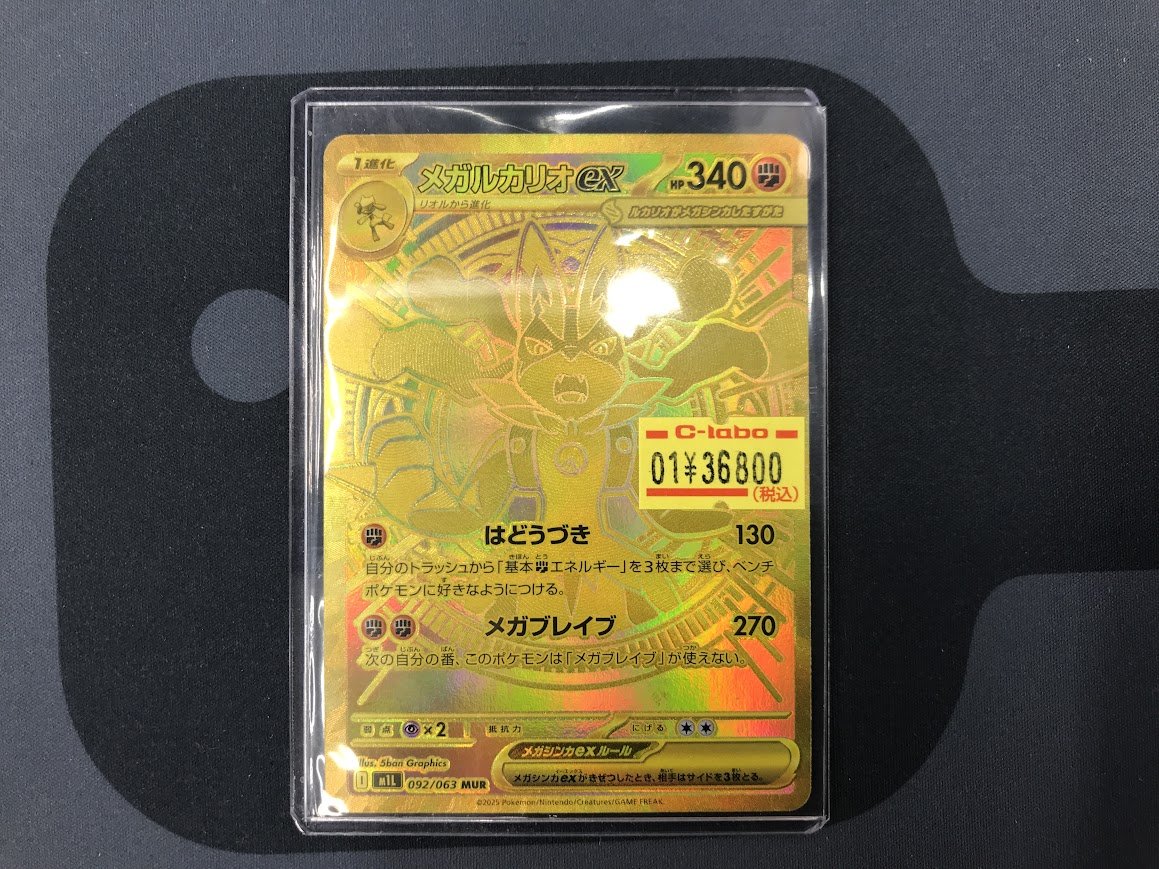 1進化
メガルカリオex
HP340
リオルから進化
ルカリオがメガシンカしたすがた
C-labo
01¥36800
(税込)
はどうづき 130
自分のトラッシュから「基本エネルギー」を3枚まで選び、ベンチ
ポケモンに好きなようにつける。
メガブレイブ 270
次の自分の番、このポケモンは「メガブレイブ」が使えない。
弱点 ×2 抵抗力 にげる
メガシンカexルール
メガシンカexがきぜつしたとき、相手はサイドを3枚とる。
Illus. 5ban Graphics
I M1L 092/063 MUR
©2025 Pokémon/Nintendo/Creatures/GAME FREAK.